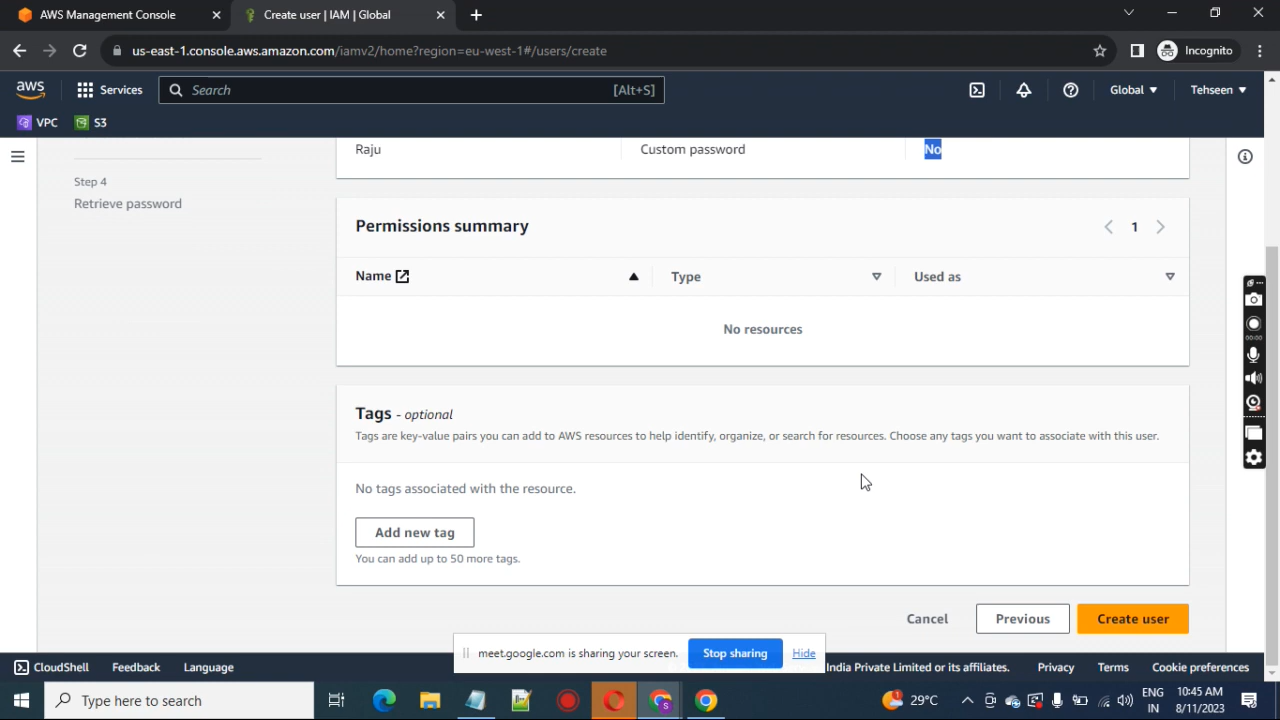 AWS Management Console
Create user | IAM | Global
us-east-1.console.aws.amazon.com/iamv2/home?region=eu-west-1#/users/create
Incognito
aws
Services
Search
[Alt+S]
Global
Tehseen
VPC
S3
Raju
Custom password
No
Step 4
Retrieve password
Permissions summary
1
Name
Type
Used as
No resources
Tags - optional
Tags are key-value pairs you can add to AWS resources to help identify, organize, or search for resources. Choose any tags you want to associate with this user.
No tags associated with the resource.
Add new tag
You can add up to 50 more tags.
Cancel
Previous
Create user
00:00
meet.google.com is sharing your screen.
Stop sharing
Hide
CloudShell
Feedback
Language
India Private Limited or its affiliates.
Privacy
Terms
Cookie preferences
Type here to search
29°C
ENG
IN
10:45 AM
8/11/2023